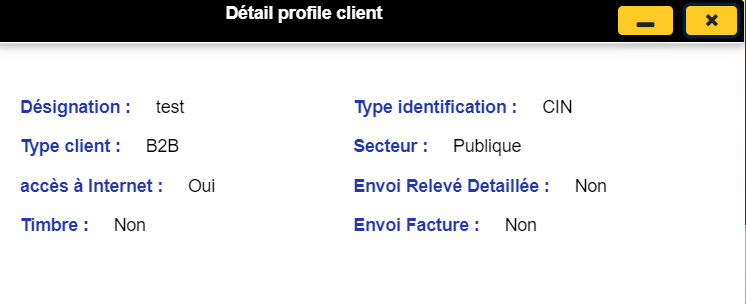 Détail profile client
Désignation : test Type identification : CIN
Type client : B2B Secteur : Publique
accès à Internet : Oui Envoi Relevé Detaillée : Non
Timbre : Non Envoi Facture : Non